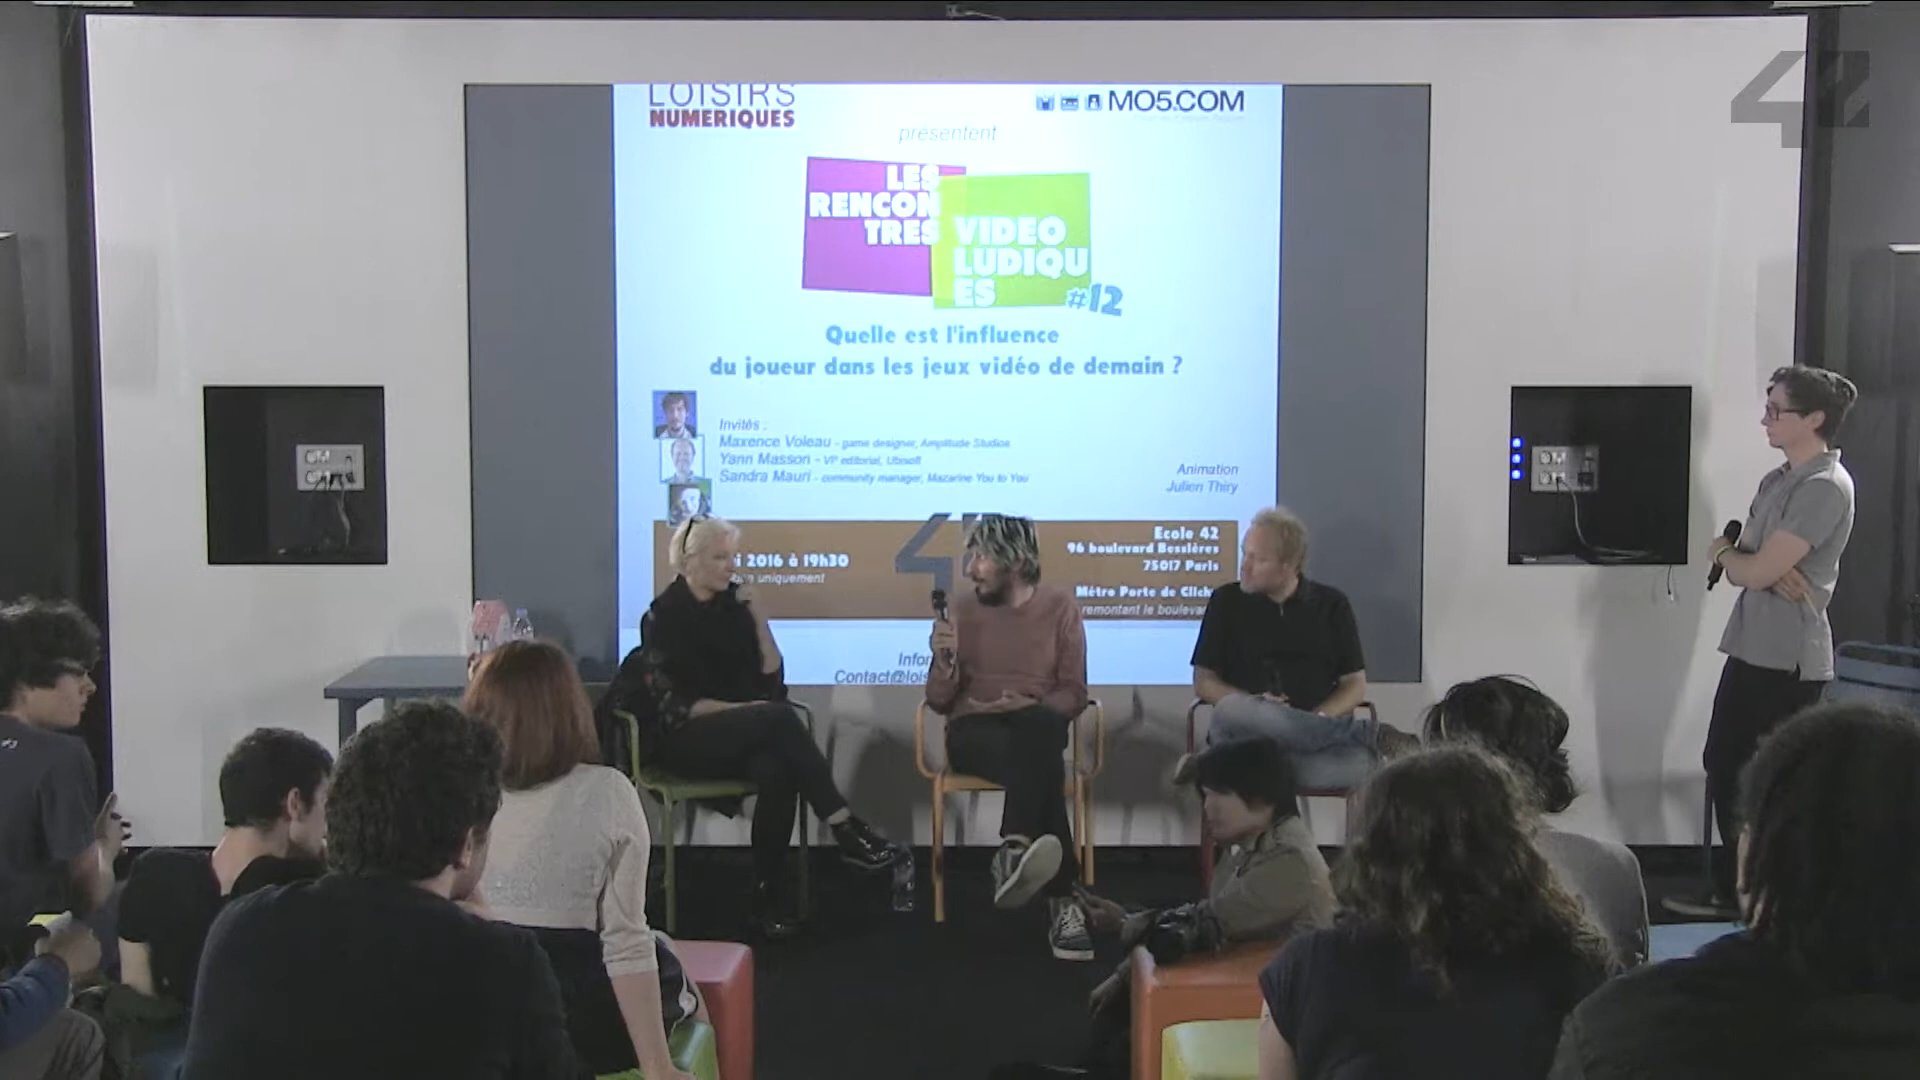 LOISIRS
NUMERIQUES
MO5.COM
présentent
LES
RENCON
TRES
VIDEO
LUDIQU
ES
#12
Quelle est l'influence
du joueur dans les jeux vidéo de demain ?
Invités :
Maxence Voleau - game designer, Amplitude Studios
Yann Masson - VP editorial, Ubisoft
Sandra Mauri - community manager, Mazarine You to You
Animation
Julien Thiry
2016 à 19h30
uniquement
42
Ecole 42
96 boulevard Bessières
75017 Paris
Métro Porte de Clich
remontant le boulevar
Infor
Contact@lois
42